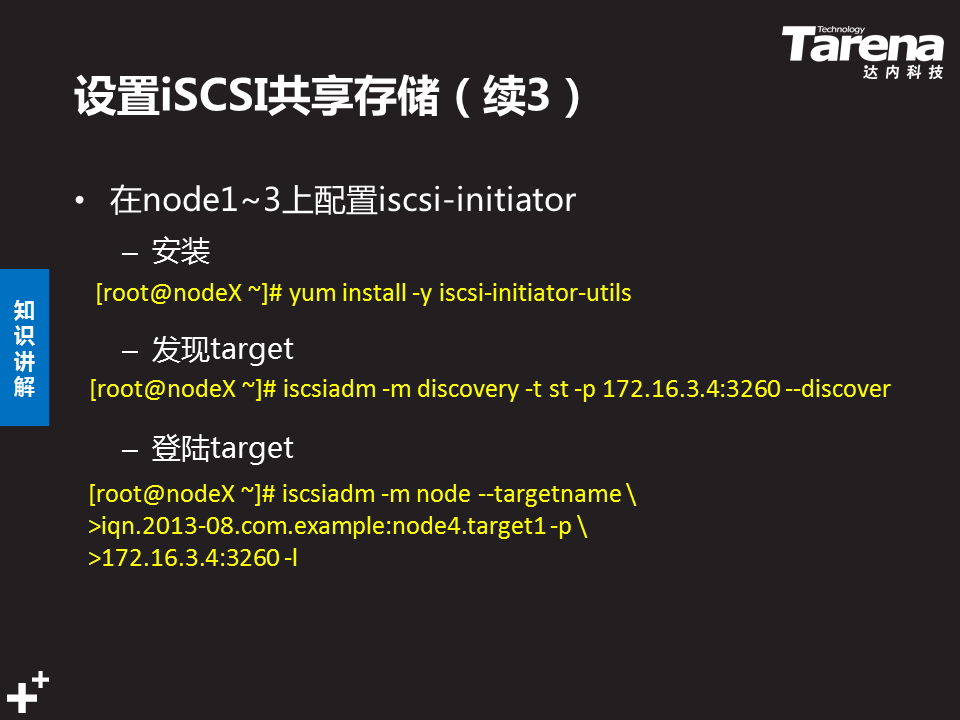 Technology
Tarena
达内科技
设置iSCSI共享存储（续3）
• 在node1~3上配置iscsi-initiator
– 安装
[root@nodeX ~]# yum install -y iscsi-initiator-utils
– 发现target
[root@nodeX ~]# iscsiadm -m discovery -t st -p 172.16.3.4:3260 --discover
– 登陆target
[root@nodeX ~]# iscsiadm -m node --targetname \
>iqn.2013-08.com.example:node4.target1 -p \
>172.16.3.4:3260 -l
知
识
讲
解